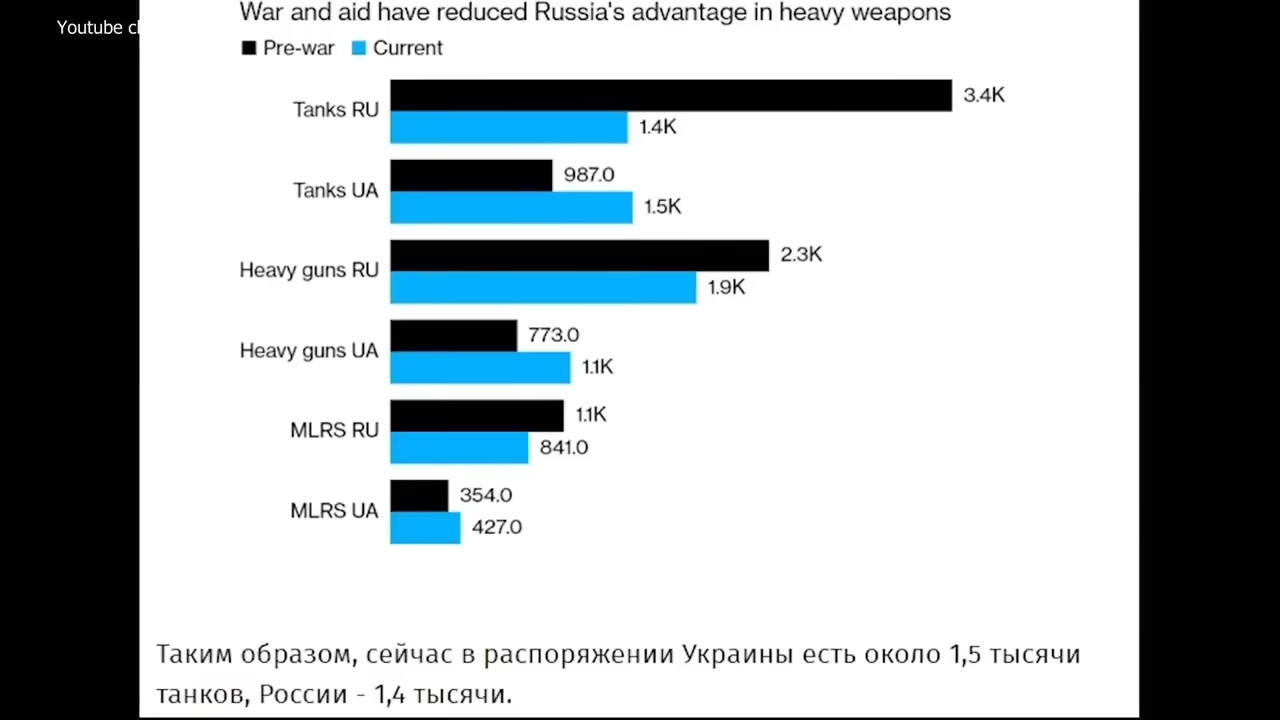 War and aid have reduced Russia's advantage in heavy weapons
Youtube
Pre-war Current
Tanks RU 3.4K
1.4K
Tanks UA 987.0
1.5K
Heavy guns RU 2.3K
1.9K
Heavy guns UA 773.0
1.1K
MLRS RU 1.1K
841.0
MLRS UA 354.0
427.0
Таким образом, сейчас в распоряжении Украины есть около 1,5 тысячи
танков, России - 1,4 тысячи.